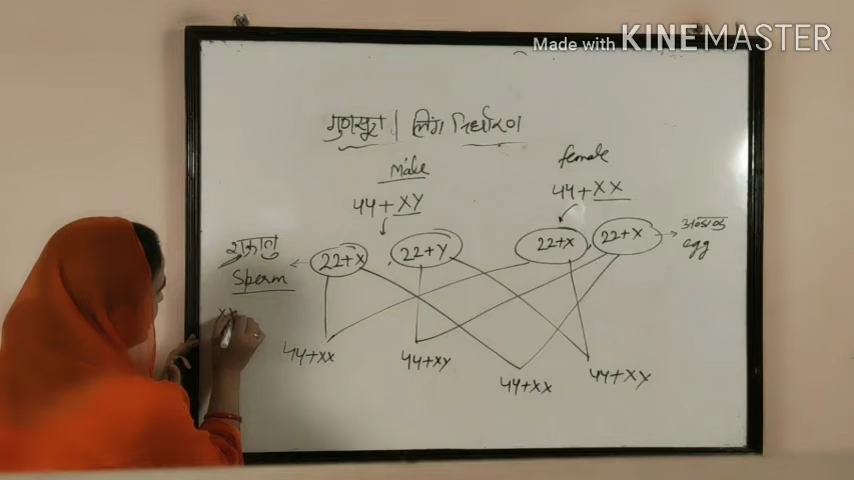 Made with KINEMASTER
गुणसूत्र | लिंग निर्धारण
Male
female
44+XY
44+XX
शुक्राणु
Sperm
22+X
22+Y
22+X
22+X
अण्डाणु
egg
XX
44+XX
44+XY
44+XX
44+XY